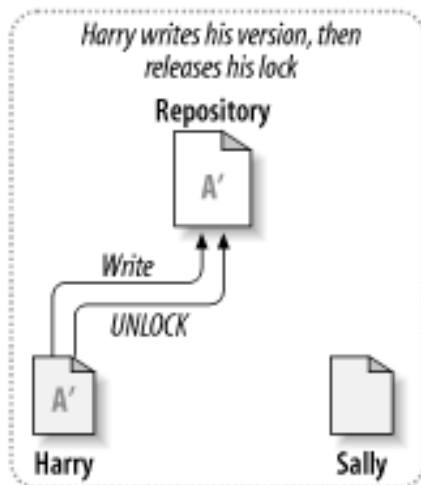 Harry writes his version, then
releases his lock
Repository
A′
Write
UNLOCK
A′
Harry
Sally